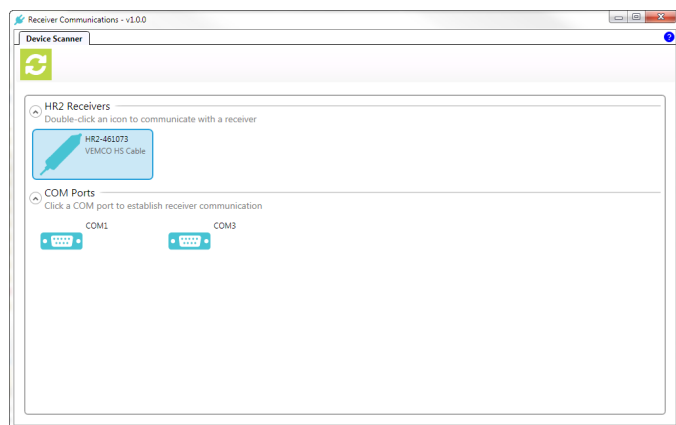 Receiver Communications - v1.0.0
Device Scanner
?
HR2 Receivers
Double-click an icon to communicate with a receiver
HR2-461073
VEMCO HS Cable
COM Ports
Click a COM port to establish receiver communication
COM1
COM3